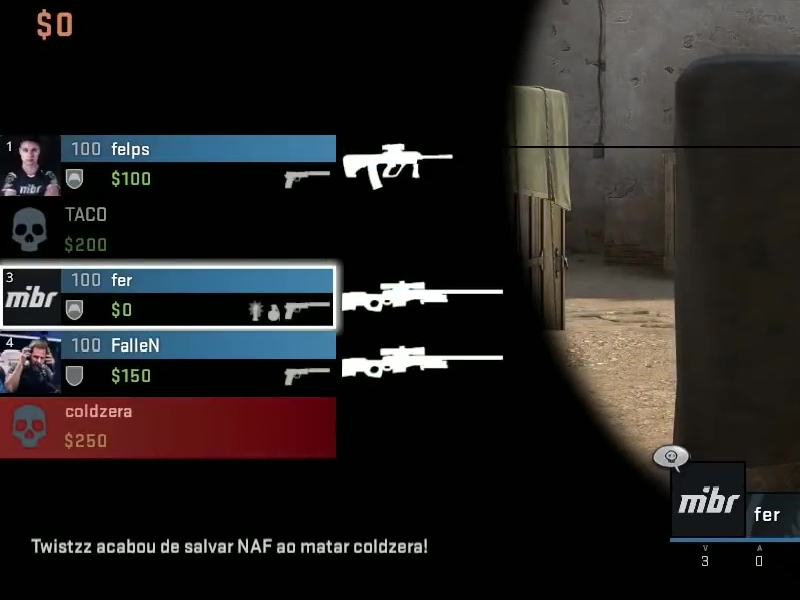 $0
1
100 felps
mibr
$100
TACO
$200
3
100 fer
mibr
$0
4
100 FalleN
$150
coldzera
$250
mibr
fer
Twistzz acabou de salvar NAF ao matar coldzera!
V A
3 0